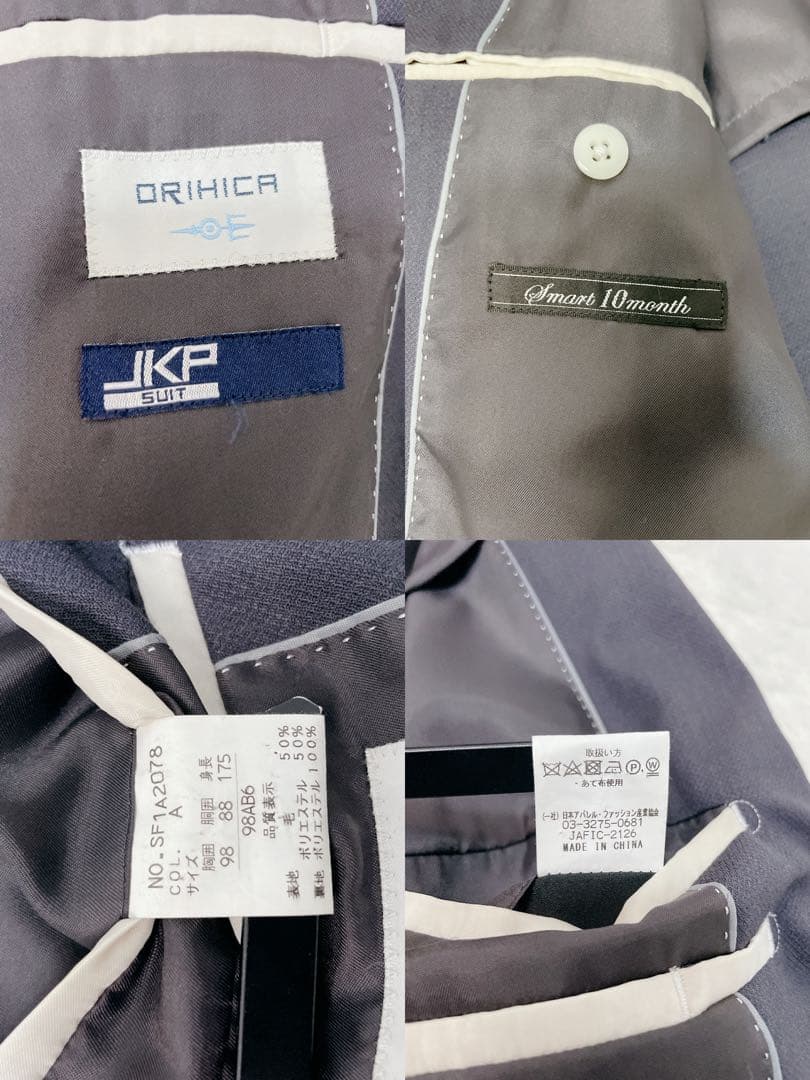 ORIHICA
JKP
SUIT
Smart 10month
NO.SF1A2078
COL. A
サイズ
胸囲 胴囲 身長
98 88 175
98AB6
品質表示
表地 ポリエステル 50%
毛 50%
裏地 ポリエステル 100%
取扱い方
P W
・あて布使用
(一社)日本アパレル・ファッション産業協会
03-3275-0681
JAFIC-2126
MADE IN CHINA